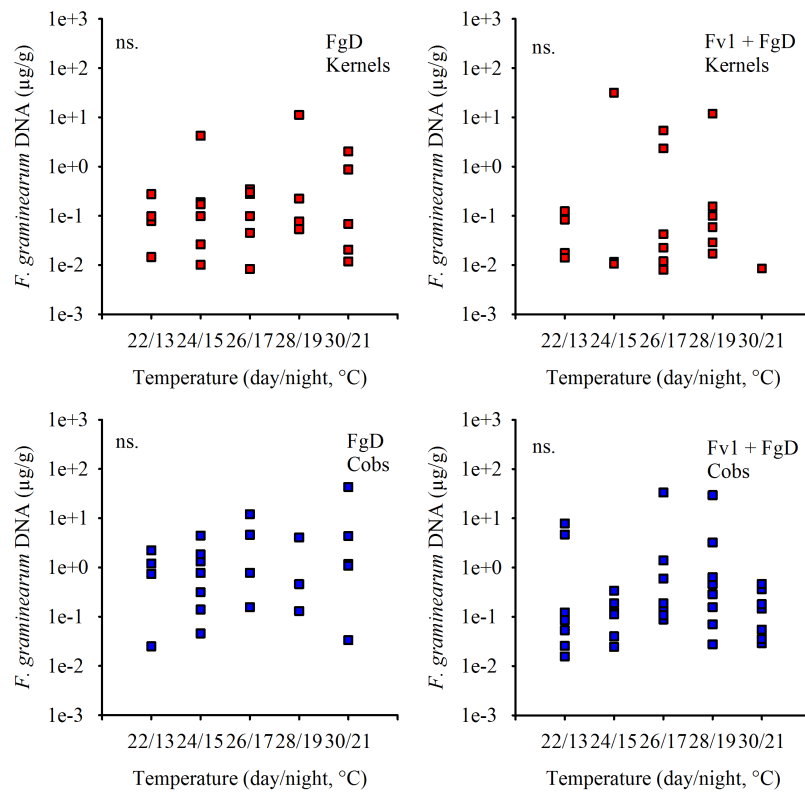 1e+3
ns.
FgD
Kernels
1e+2
1e+1
1e+0
1e-1
1e-2
1e-3
F. graminearum DNA (µg/g)
22/13 24/15 26/17 28/19 30/21
Temperature (day/night, °C)
1e+3
ns.
Fv1 + FgD
Kernels
1e+2
1e+1
1e+0
1e-1
1e-2
1e-3
F. graminearum DNA (µg/g)
22/13 24/15 26/17 28/19 30/21
Temperature (day/night, °C)
1e+3
ns.
FgD
Cobs
1e+2
1e+1
1e+0
1e-1
1e-2
1e-3
F. graminearum DNA (µg/g)
22/13 24/15 26/17 28/19 30/21
Temperature (day/night, °C)
1e+3
ns.
Fv1 + FgD
Cobs
1e+2
1e+1
1e+0
1e-1
1e-2
1e-3
F. graminearum DNA (µg/g)
22/13 24/15 26/17 28/19 30/21
Temperature (day/night, °C)